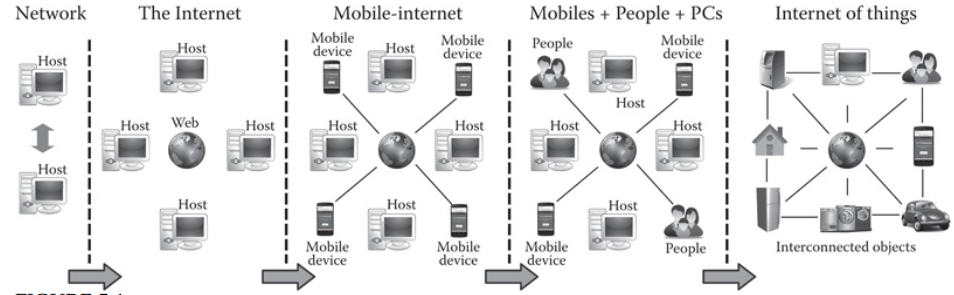 Network
The Internet
Mobile-internet
Mobiles + People + PCs
Internet of things
Host
Host
Host
Web
Host
Host
Host
Mobile
device
Host
Mobile
device
Host
Host
Mobile
device
Host
Mobile
device
People
Host
Mobile
device
Host
Host
Mobile
device
Host
People
Interconnected objects